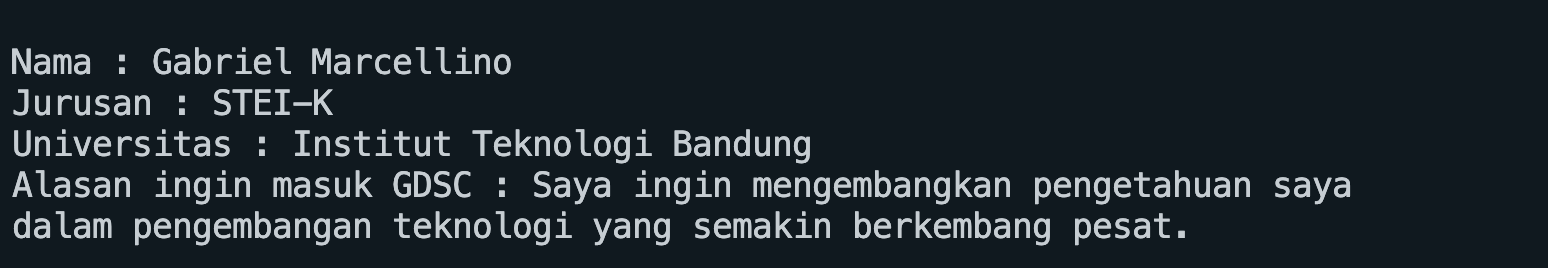 Nama : Gabriel Marcellino
Jurusan : STEI-K
Universitas : Institut Teknologi Bandung
Alasan ingin masuk GDSC : Saya ingin mengembangkan pengetahuan saya
dalam pengembangan teknologi yang semakin berkembang pesat.